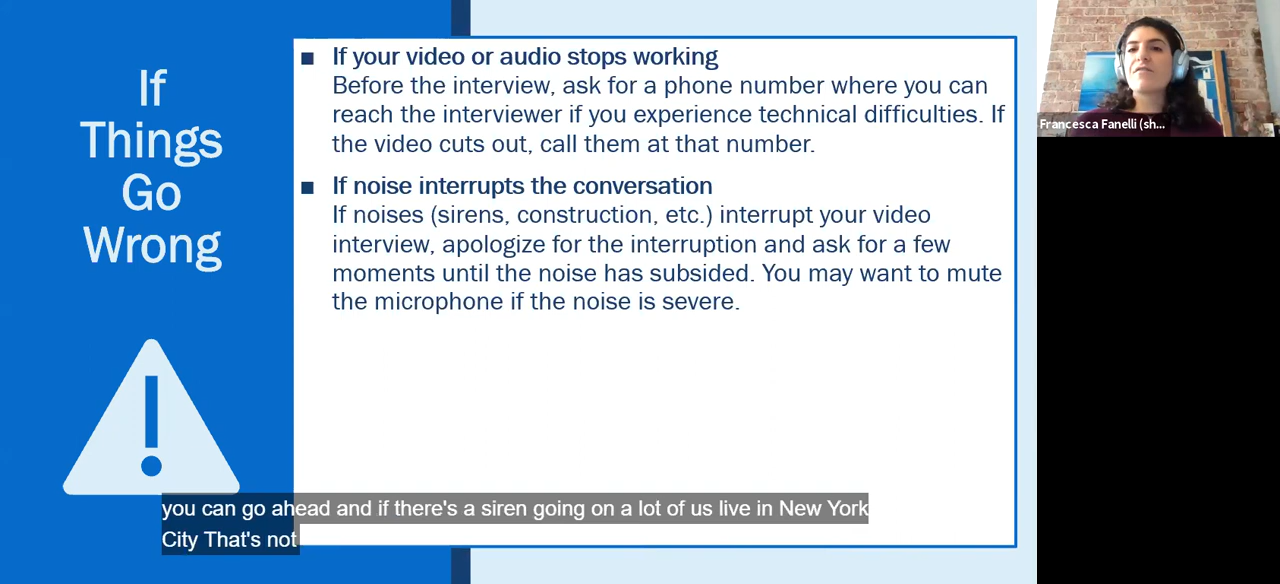 If
Things
Go
Wrong
If your video or audio stops working
Before the interview, ask for a phone number where you can
reach the interviewer if you experience technical difficulties. If
the video cuts out, call them at that number.
If noise interrupts the conversation
If noises (sirens, construction, etc.) interrupt your video
interview, apologize for the interruption and ask for a few
moments until the noise has subsided. You may want to mute
the microphone if the noise is severe.
Francesca Fanelli (sh...
you can go ahead and if there's a siren going on a lot of us live in New York
City That's not